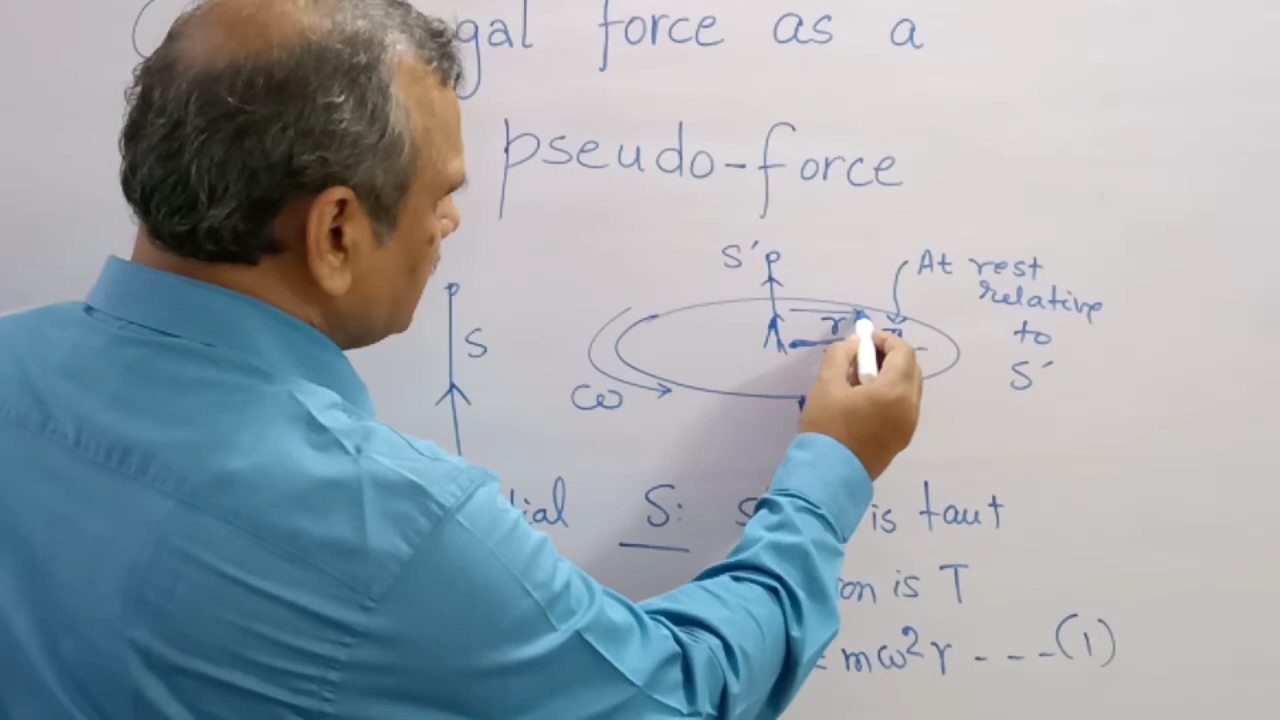 gal force as a
pseudo-force
S'
At rest
relative
to
S'
r
S
ω
ial S: is taut
on is T
= mω²r - - - (1)